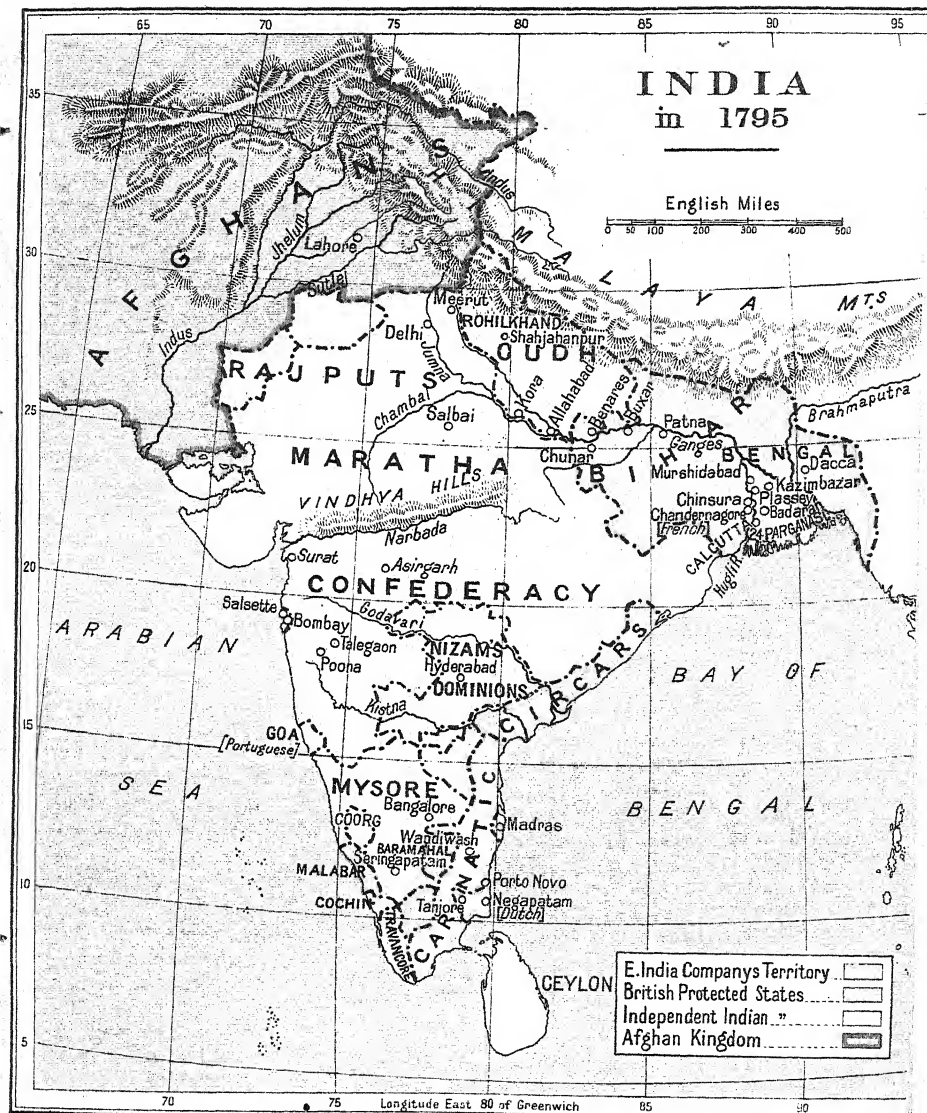 65 70 75 80 85 90 95
INDIA
in 1795
English Miles
0 50 100 200 300 400 500
35
30
25
20
15
10
5
AFGHANS
HIMALAYA MTS
Indus
Jhelum
Lahore
Sutlej
Indus
Meerut
Delhi
Jumna
ROHILKHAND
Shahjahanpur
OUDH
RAJPUTS
Kona
Allahabad
Benares
Buxar
Chambal
Salbai
Chunar
Patna
Ganges
BIHAR
Brahmaputra
BENGAL
Dacca
MARATHA
Murshidabad
Kazimbazar
VINDHYA HILLS
Chinsura
Plassey
Chandernagore
[French]
Badara
CALCUTTA
24 PARGANAS
Hugli R.
Narbada
Surat
Asirgarh
CONFEDERACY
Godavari
Salsette
Bombay
Talegaon
Poona
NIZAMS
Hyderabad
DOMINIONS
Kistna
CIRCARS
ARABIAN
SEA
BAY OF
BENGAL
GOA
[Portuguese]
MYSORE
Bangalore
COORG
Wandiwash
BARAMAHAL
Seringapatam
Madras
MALABAR
Porto Novo
COCHIN
Tanjore
Negapatam
[Dutch]
TRAVANCORE
CARNATIC
CEYLON
E.India Companys Territory
British Protected States
Independent Indian "
Afghan Kingdom
70 75 Longitude East 80 of Greenwich 85 90